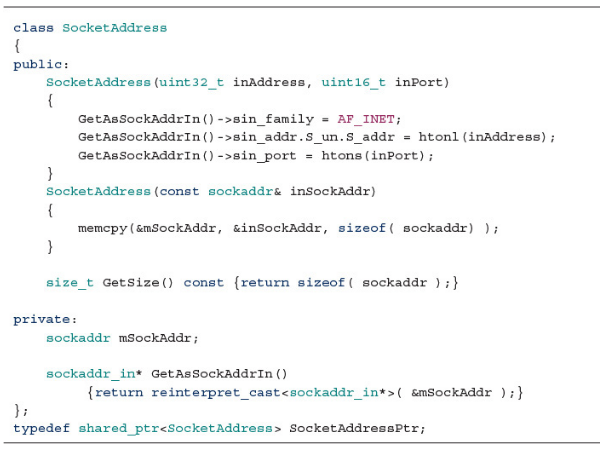 class SocketAddress
{
public:
    SocketAddress(uint32_t inAddress, uint16_t inPort)
    {
        GetAsSockAddrIn()->sin_family = AF_INET;
        GetAsSockAddrIn()->sin_addr.S_un.S_addr = htonl(inAddress);
        GetAsSockAddrIn()->sin_port = htons(inPort);
    }
    SocketAddress(const sockaddr& inSockAddr)
    {
        memcpy(&mSockAddr, &inSockAddr, sizeof( sockaddr) );
    }

    size_t GetSize() const {return sizeof( sockaddr );}

private:
    sockaddr mSockAddr;

    sockaddr_in* GetAsSockAddrIn()
         {return reinterpret_cast<sockaddr_in*>( &mSockAddr );}
};
typedef shared_ptr<SocketAddress> SocketAddressPtr;